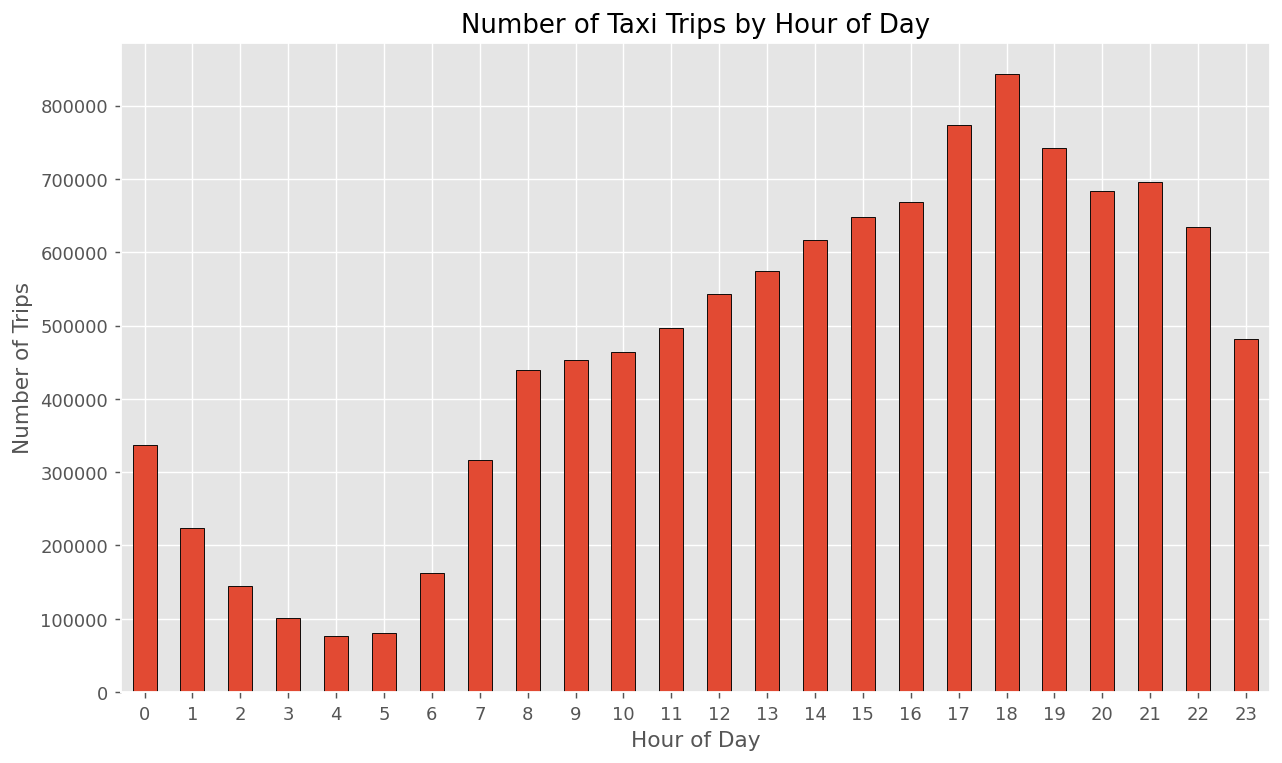 Number of Taxi Trips by Hour of Day
Number of Trips
800000
700000
600000
500000
400000
300000
200000
100000
0
0 1 2 3 4 5 6 7 8 9 10 11 12 13 14 15 16 17 18 19 20 21 22 23
Hour of Day